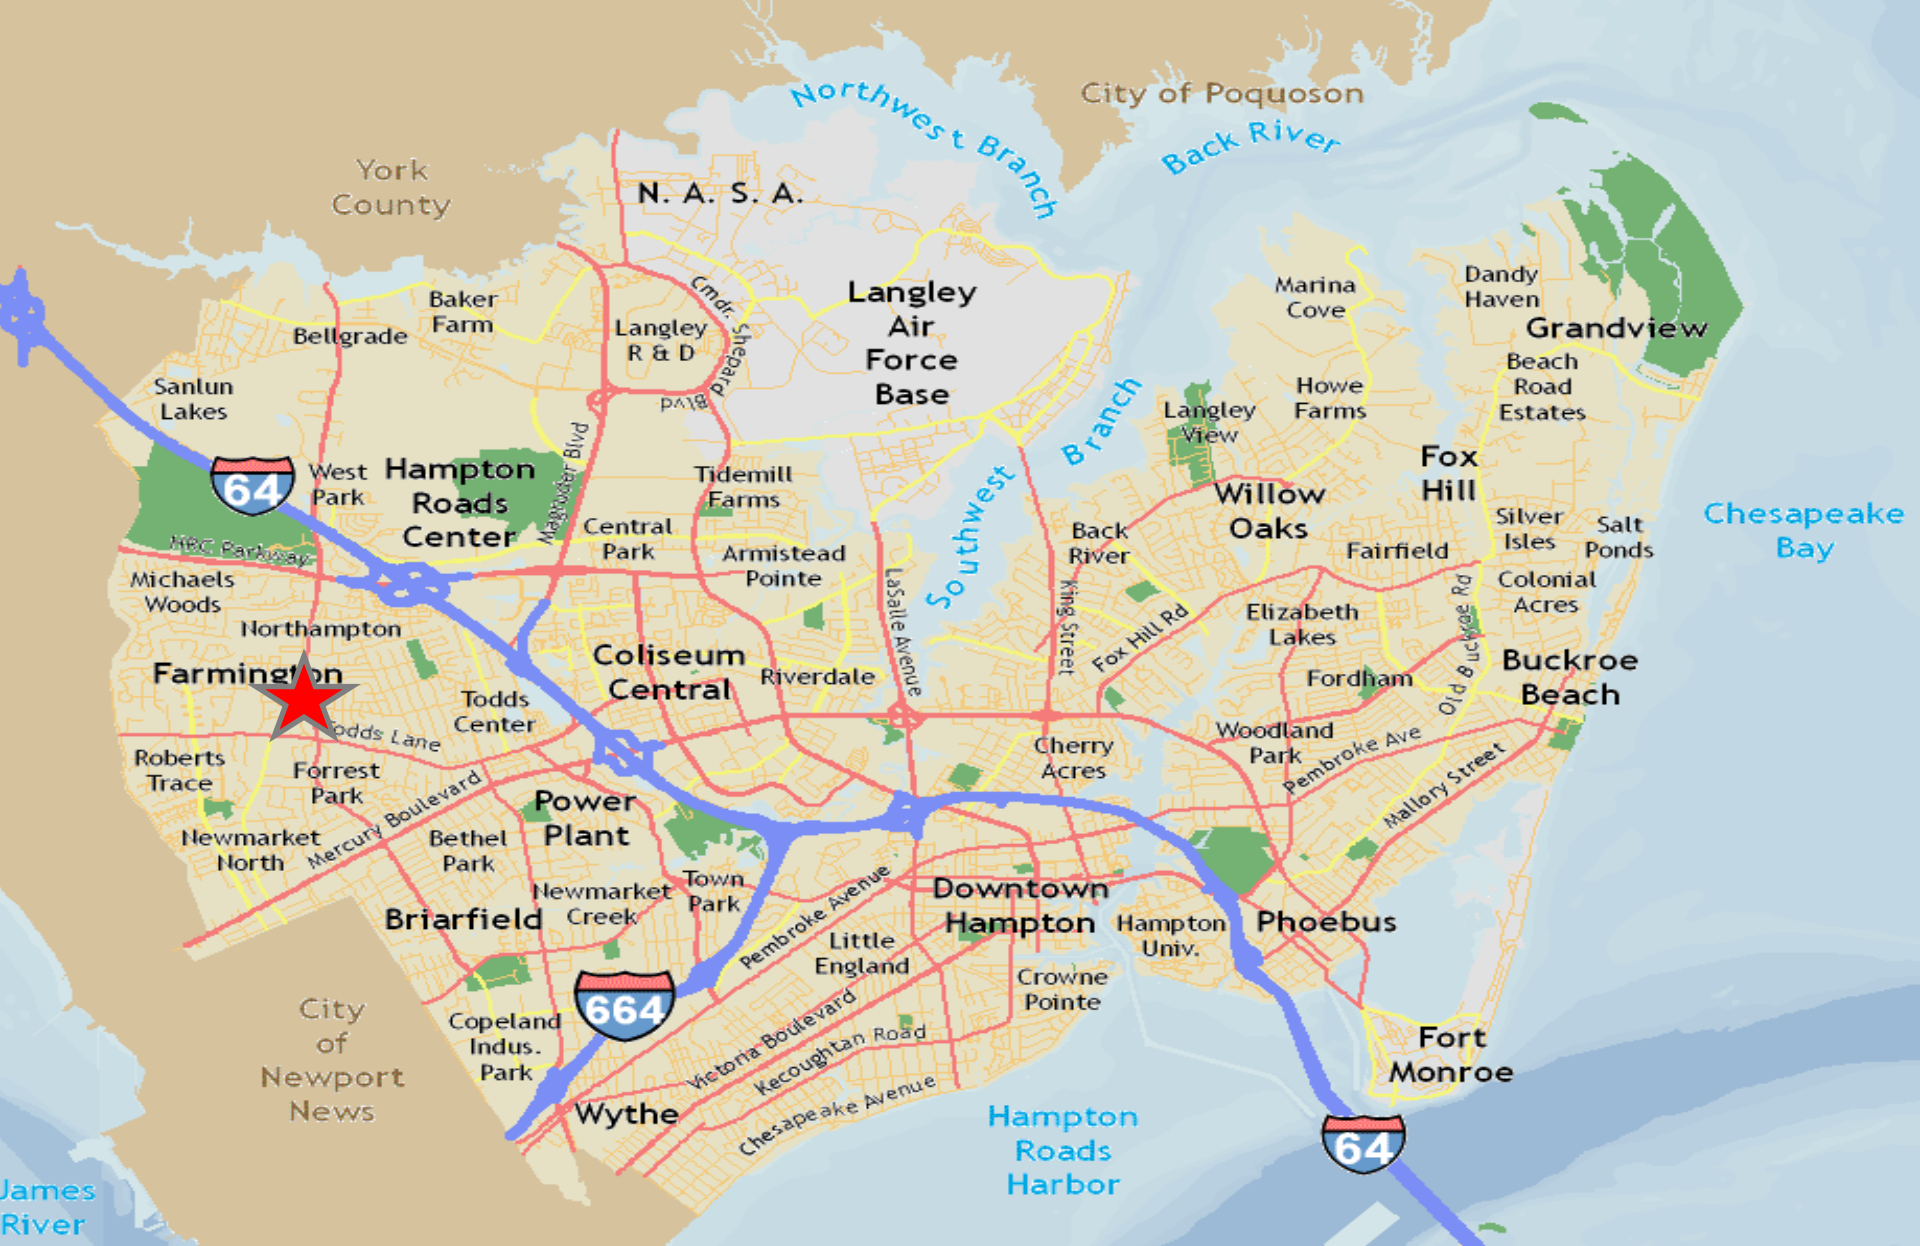 Northwest Branch
City of Poquoson
Back River
York
County
N. A. S. A.
Langley
Air
Force
Base
Marina
Cove
Dandy
Haven
Grandview
Baker
Farm
Bellgrade
Langley
R & D
Cmdr. Shepard
Blvd
Beach
Road
Estates
Sanlun
Lakes
Howe
Farms
Langley
View
Southwest Branch
64
West
Park
Hampton
Roads
Center
Magruder Blvd
Tidemill
Farms
Willow
Oaks
Fox
Hill
Silver
Isles
Salt
Ponds
Chesapeake
Bay
HRC Parkway
Central
Park
Armistead
Pointe
Back
River
Fairfield
Michaels
Woods
Colonial
Acres
LaSalle Avenue
King Street
Fox Hill Rd
Elizabeth
Lakes
Old Buckroe Rd
Northampton
Farmington
Coliseum
Central
Riverdale
Fordham
Buckroe
Beach
Todds
Center
odds Lane
Woodland
Park
Pembroke Ave
Cherry
Acres
Roberts
Trace
Forrest
Park
Mallory Street
Mercury Boulevard
Power
Plant
Newmarket
North
Bethel
Park
Newmarket
Creek
Town
Park
Pembroke Avenue
Downtown
Hampton
Briarfield
Hampton
Univ.
Phoebus
Little
England
Crowne
Pointe
664
City
of
Newport
News
Copeland
Indus.
Park
Victoria Boulevard
Kecoughtan Road
Chesapeake Avenue
Fort
Monroe
Wythe
Hampton
Roads
Harbor
64
James
River